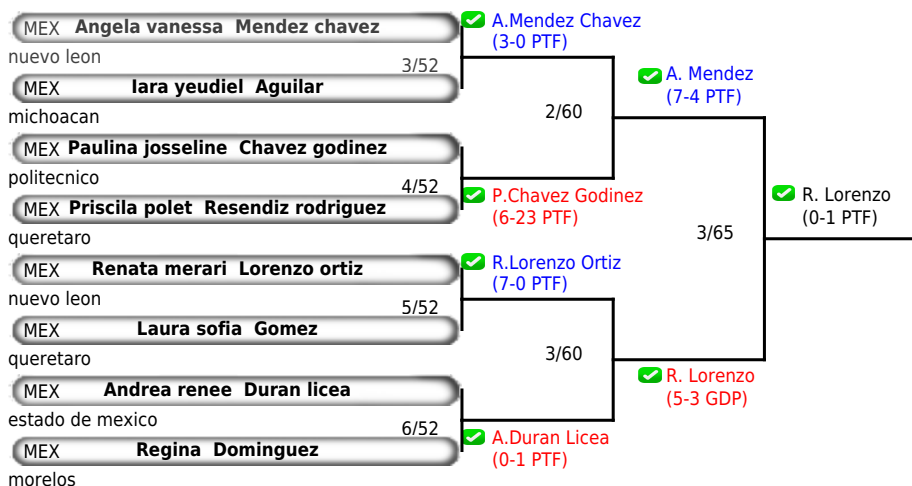 MEX Angela vanessa Mendez chavez
nuevo leon
3/52
MEX Iara yeudiel Aguilar
michoacan
MEX Paulina josseline Chavez godinez
politecnico
4/52
MEX Priscila polet Resendiz rodriguez
queretaro
MEX Renata merari Lorenzo ortiz
nuevo leon
5/52
MEX Laura sofia Gomez
queretaro
MEX Andrea renee Duran licea
estado de mexico
6/52
MEX Regina Dominguez
morelos
A.Mendez Chavez
(3-0 PTF)
2/60
P.Chavez Godinez
(6-23 PTF)
R.Lorenzo Ortiz
(7-0 PTF)
3/60
A.Duran Licea
(0-1 PTF)
A. Mendez
(7-4 PTF)
3/65
R. Lorenzo
(5-3 GDP)
R. Lorenzo
(0-1 PTF)